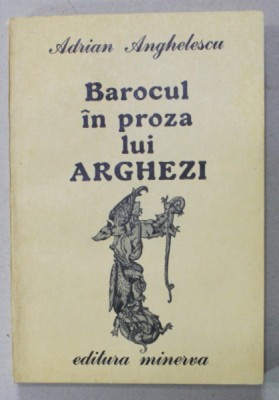 Adrian Anghelescu
Barocul
în proza
lui
ARGHEZI
editura minerva